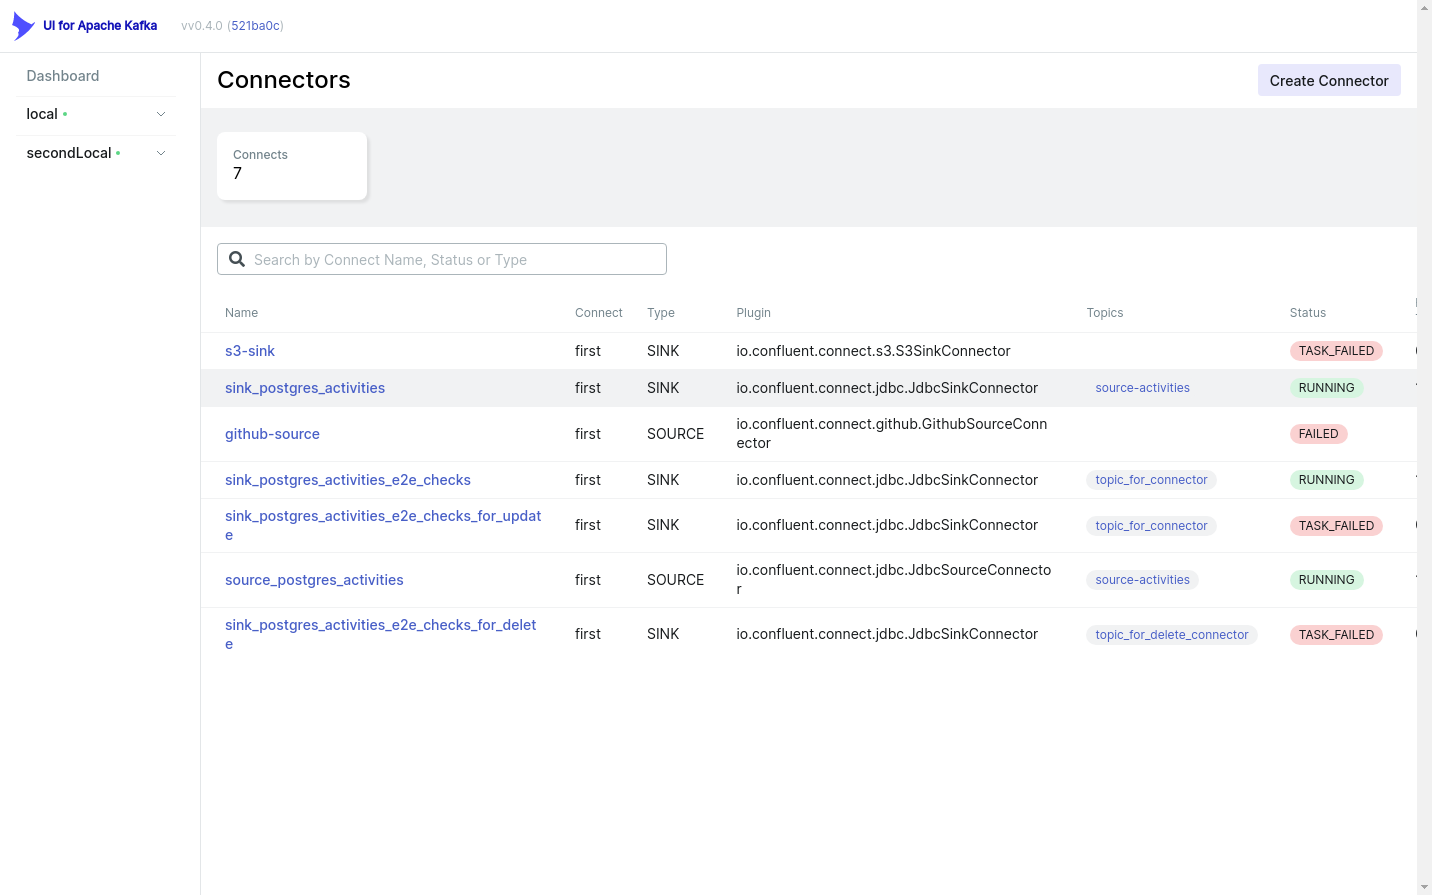 UI for Apache Kafka vv0.4.0 (521ba0c)
Dashboard
local
secondLocal
Connectors
Create Connector
Connects
7
Search by Connect Name, Status or Type
Name Connect Type Plugin Topics Status
s3-sink first SINK io.confluent.connect.s3.S3SinkConnector TASK_FAILED
sink_postgres_activities first SINK io.confluent.connect.jdbc.JdbcSinkConnector source-activities RUNNING
github-source first SOURCE io.confluent.connect.github.GithubSourceConn
ector FAILED
sink_postgres_activities_e2e_checks first SINK io.confluent.connect.jdbc.JdbcSinkConnector topic_for_connector RUNNING
sink_postgres_activities_e2e_checks_for_updat
e first SINK io.confluent.connect.jdbc.JdbcSinkConnector topic_for_connector TASK_FAILED
source_postgres_activities first SOURCE io.confluent.connect.jdbc.JdbcSourceConnecto
r source-activities RUNNING
sink_postgres_activities_e2e_checks_for_delet
e first SINK io.confluent.connect.jdbc.JdbcSinkConnector topic_for_delete_connector TASK_FAILED